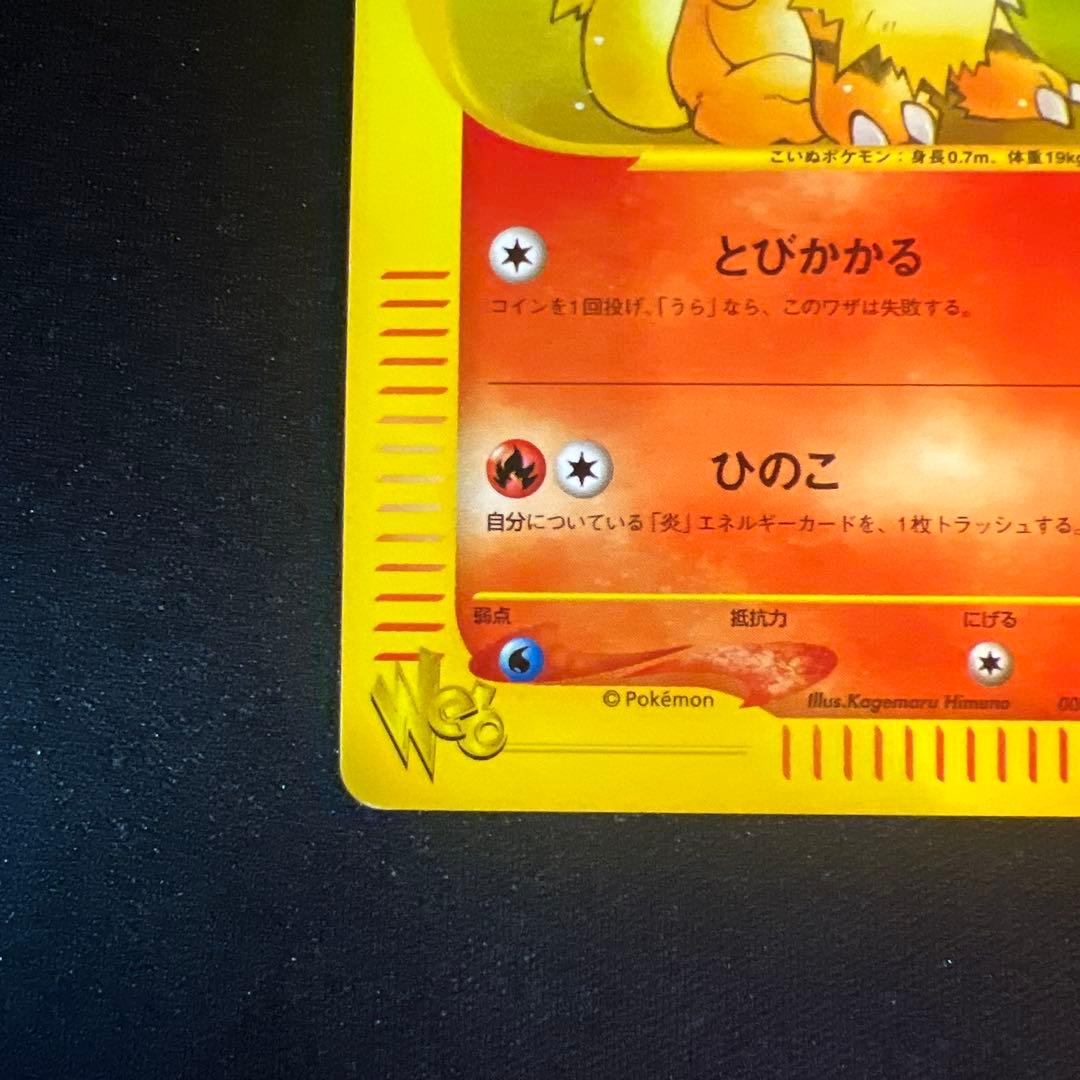 こいぬポケモン：身長0.7m、体重19kg
とびかかる
コインを1回投げ、「うら」なら、このワザは失敗する。
ひのこ
自分についている「炎」エネルギーカードを、1枚トラッシュする。
弱点 抵抗力 にげる
© Pokémon Illus.Kagemaru Himeno 00
Web